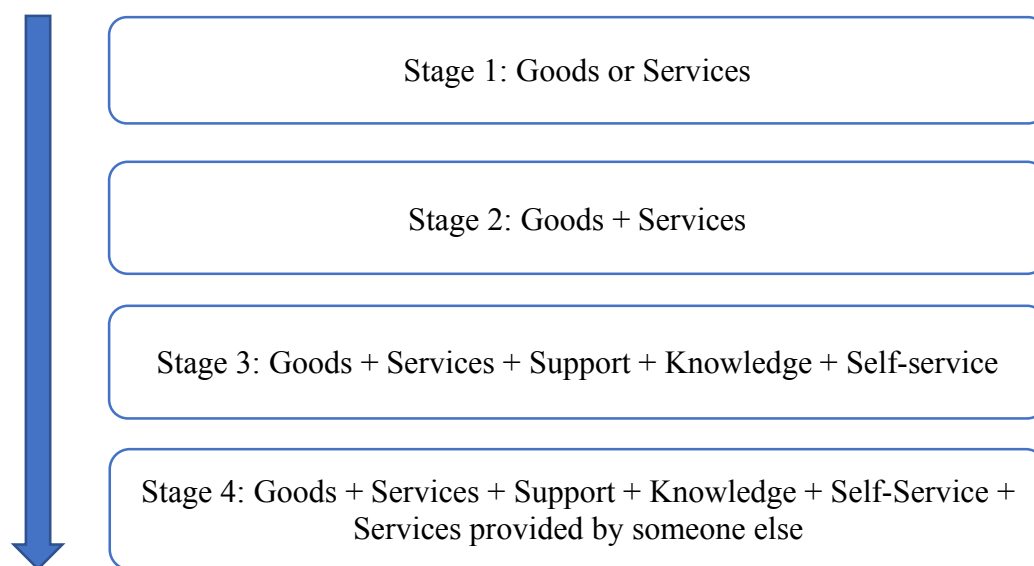 Stage 1: Goods or Services
Stage 2: Goods + Services
Stage 3: Goods + Services + Support + Knowledge + Self-service
Stage 4: Goods + Services + Support + Knowledge + Self-Service +
Services provided by someone else